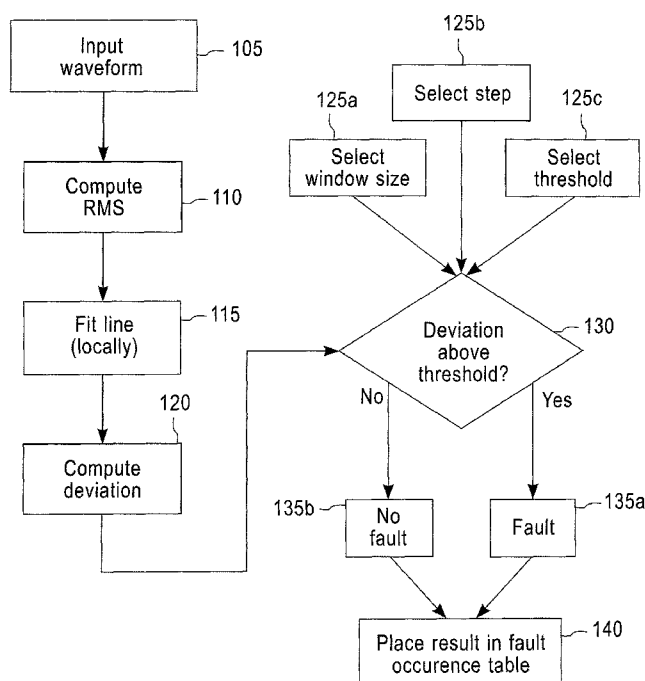 Input
waveform
105
Compute
RMS
110
Fit line
(locally)
115
120
Compute
deviation
125b
Select step
125a
Select
window size
125c
Select
threshold
Deviation
above
threshold?
130
No
Yes
135b
No
fault
135a
Fault
Place result in fault
occurence table
140